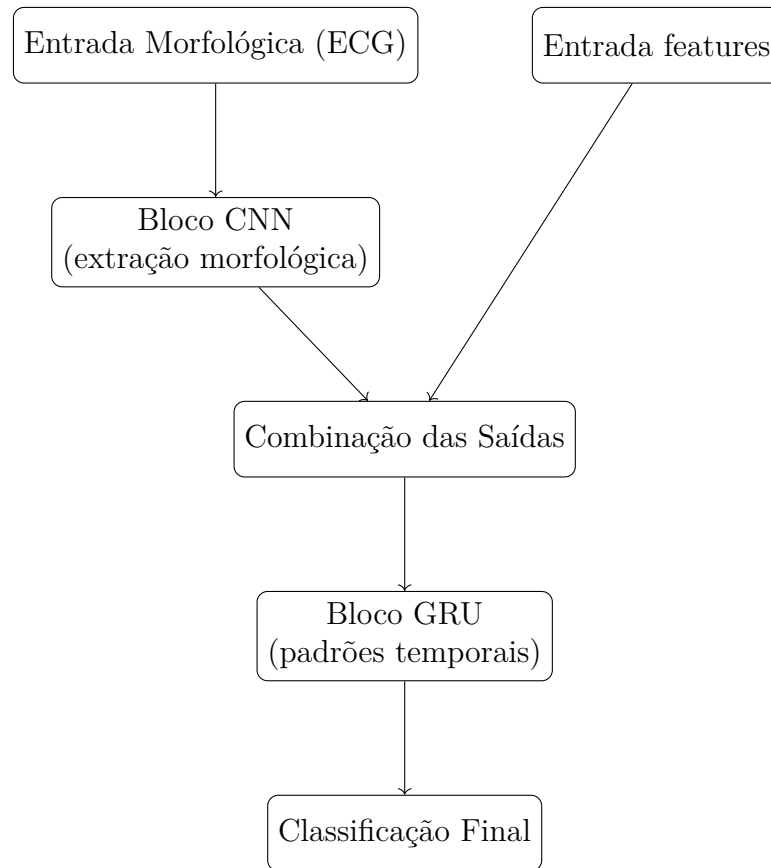 Entrada Morfológica (ECG)
Entrada features
Bloco CNN
(extração morfológica)
Combinação das Saídas
Bloco GRU
(padrões temporais)
Classificação Final